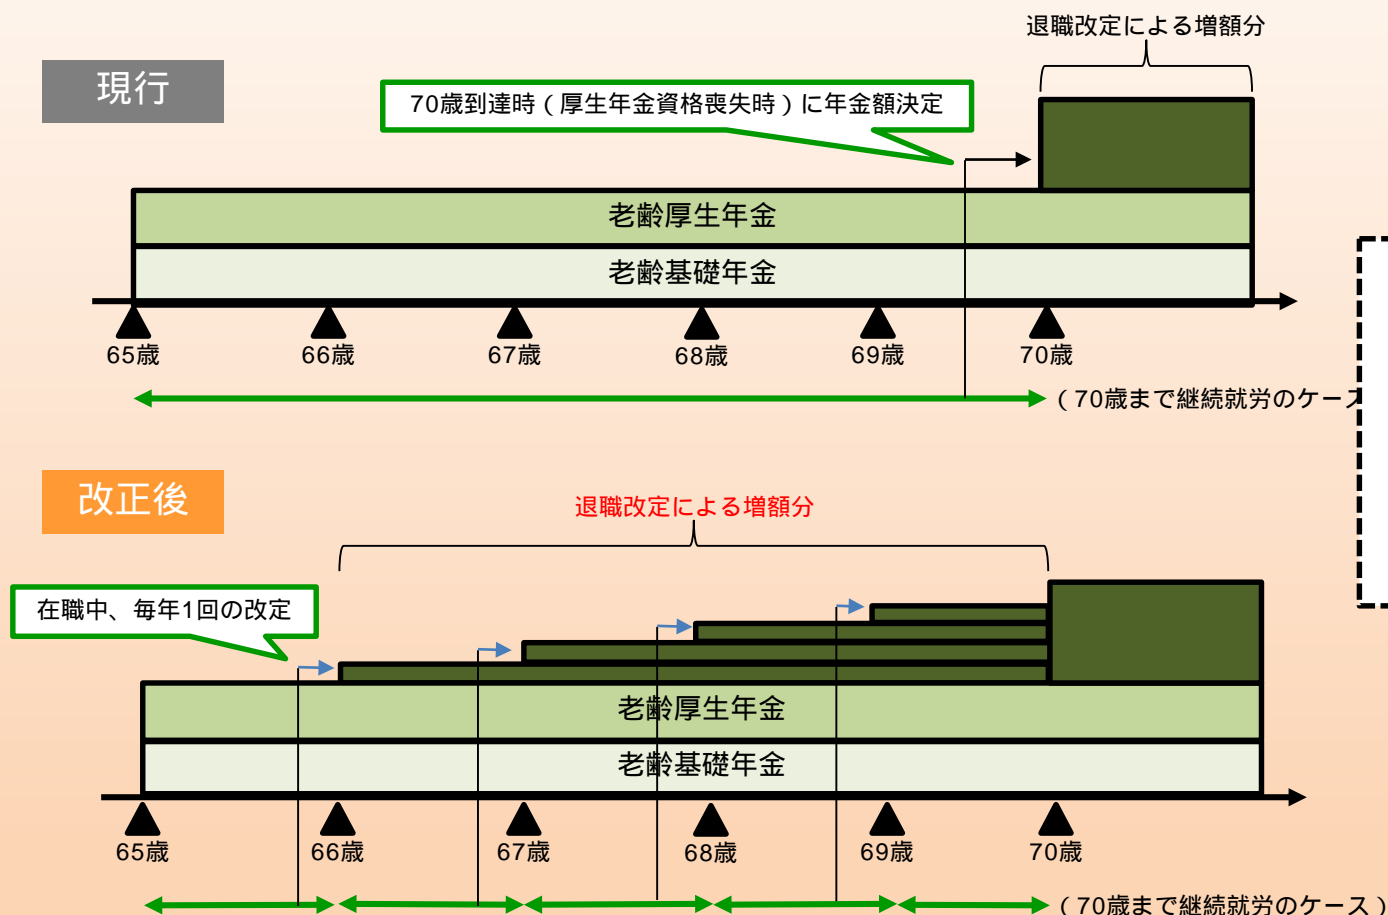 退職改定による増額分
現行
70歳到達時(厚生年金資格喪失時)に年金額決定
老齢厚生年金
老齢基礎年金
65歳 66歳 67歳 68歳 69歳 70歳
(70歳まで継続就労のケース
改正後
退職改定による増額分
在職中、毎年1回の改定
老齢厚生年金
老齢基礎年金
65歳 66歳 67歳 68歳 69歳 70歳
(70歳まで継続就労のケース)